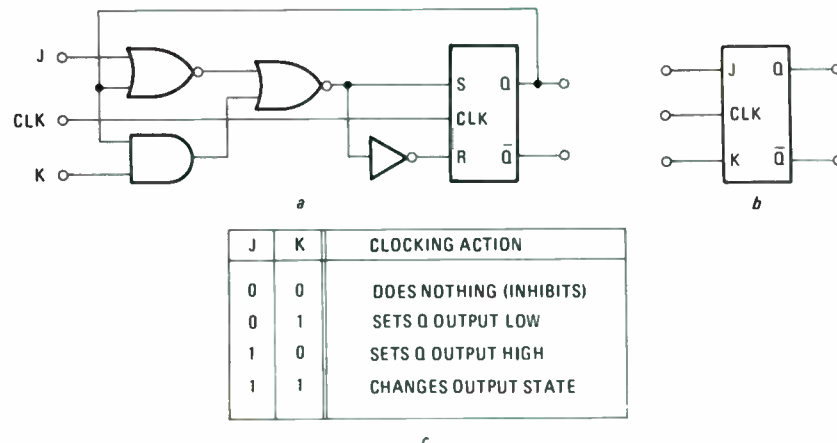 J
S Q
CLK CLK
K R Q̅
a
J Q
CLK
K Q̅
b
J K CLOCKING ACTION
0 0 DOES NOTHING (INHIBITS)
0 1 SETS Q OUTPUT LOW
1 0 SETS Q OUTPUT HIGH
1 1 CHANGES OUTPUT STATE
c